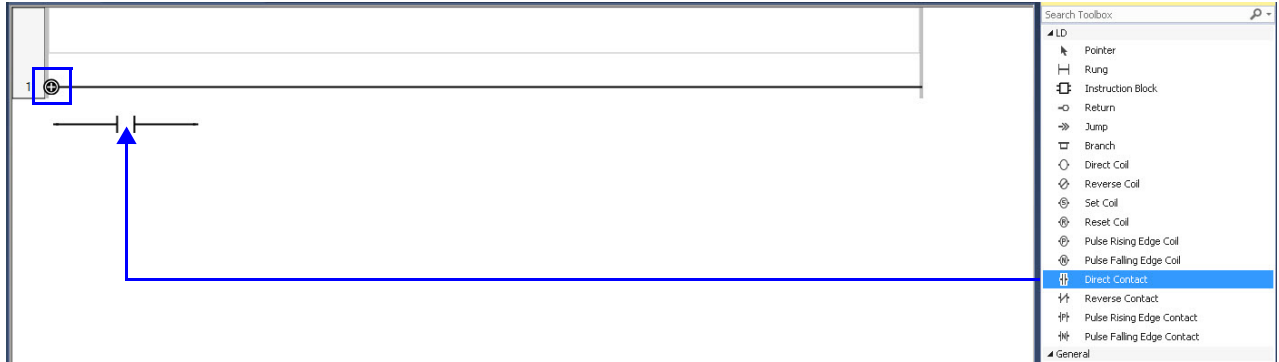 Search Toolbox
LD
Pointer
Rung
Instruction Block
Return
Jump
Branch
Direct Coil
Reverse Coil
Set Coil
Reset Coil
Pulse Rising Edge Coil
Pulse Falling Edge Coil
Direct Contact
Reverse Contact
Pulse Rising Edge Contact
Pulse Falling Edge Contact
General
1